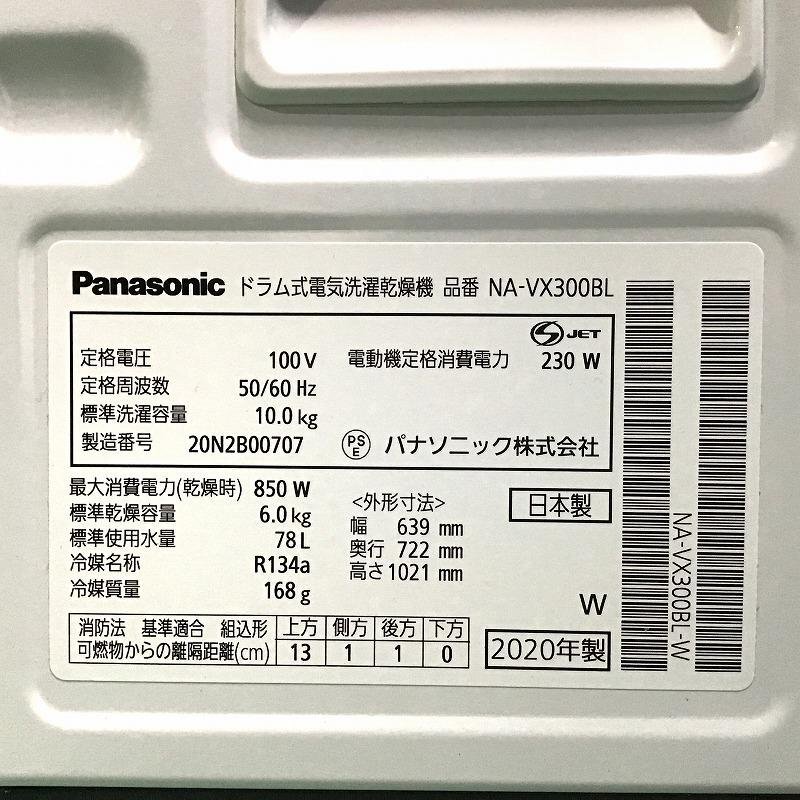 Panasonic ドラム式電気洗濯乾燥機 品番 NA-VX300BL
S JET
定格電圧 100 V 電動機定格消費電力 230 W
定格周波数 50/60 Hz
標準洗濯容量 10.0 kg
製造番号 20N2B00707 PS E パナソニック株式会社
最大消費電力(乾燥時) 850 W
標準乾燥容量 6.0 kg
標準使用水量 78 L
冷媒名称 R134a
冷媒質量 168 g
<外形寸法>
幅 639 mm
奥行 722 mm
高さ 1021 mm
日本製
W
消防法 基準適合 組込形 上方 側方 後方 下方
可燃物からの離隔距離(cm) 13 1 1 0
2020年製
NA-VX300BL-W